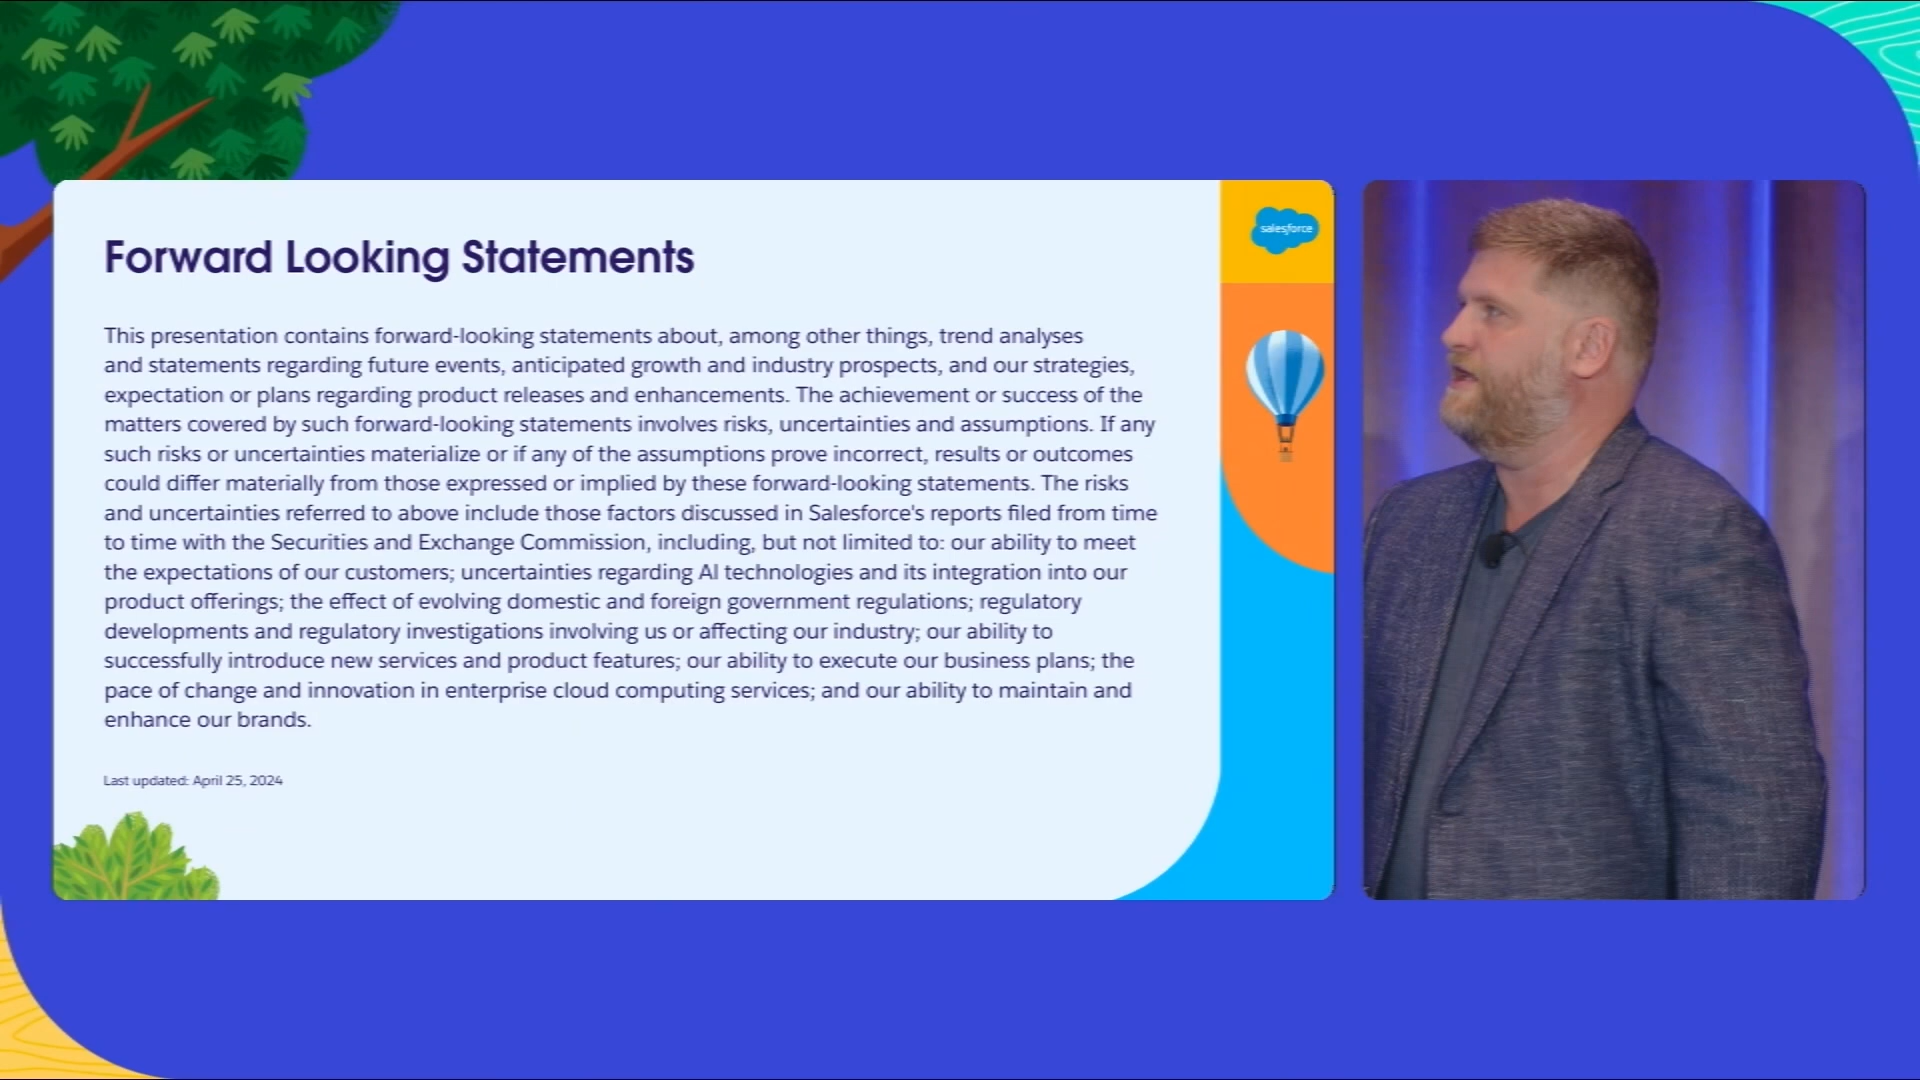 Forward Looking Statements
salesforce
This presentation contains forward-looking statements about, among other things, trend analyses
and statements regarding future events, anticipated growth and industry prospects, and our strategies,
expectation or plans regarding product releases and enhancements. The achievement or success of the
matters covered by such forward-looking statements involves risks, uncertainties and assumptions. If any
such risks or uncertainties materialize or if any of the assumptions prove incorrect, results or outcomes
could differ materially from those expressed or implied by these forward-looking statements. The risks
and uncertainties referred to above include those factors discussed in Salesforce's reports filed from time
to time with the Securities and Exchange Commission, including, but not limited to: our ability to meet
the expectations of our customers; uncertainties regarding AI technologies and its integration into our
product offerings; the effect of evolving domestic and foreign government regulations; regulatory
developments and regulatory investigations involving us or affecting our industry; our ability to
successfully introduce new services and product features; our ability to execute our business plans; the
pace of change and innovation in enterprise cloud computing services; and our ability to maintain and
enhance our brands.
Last updated: April 25, 2024